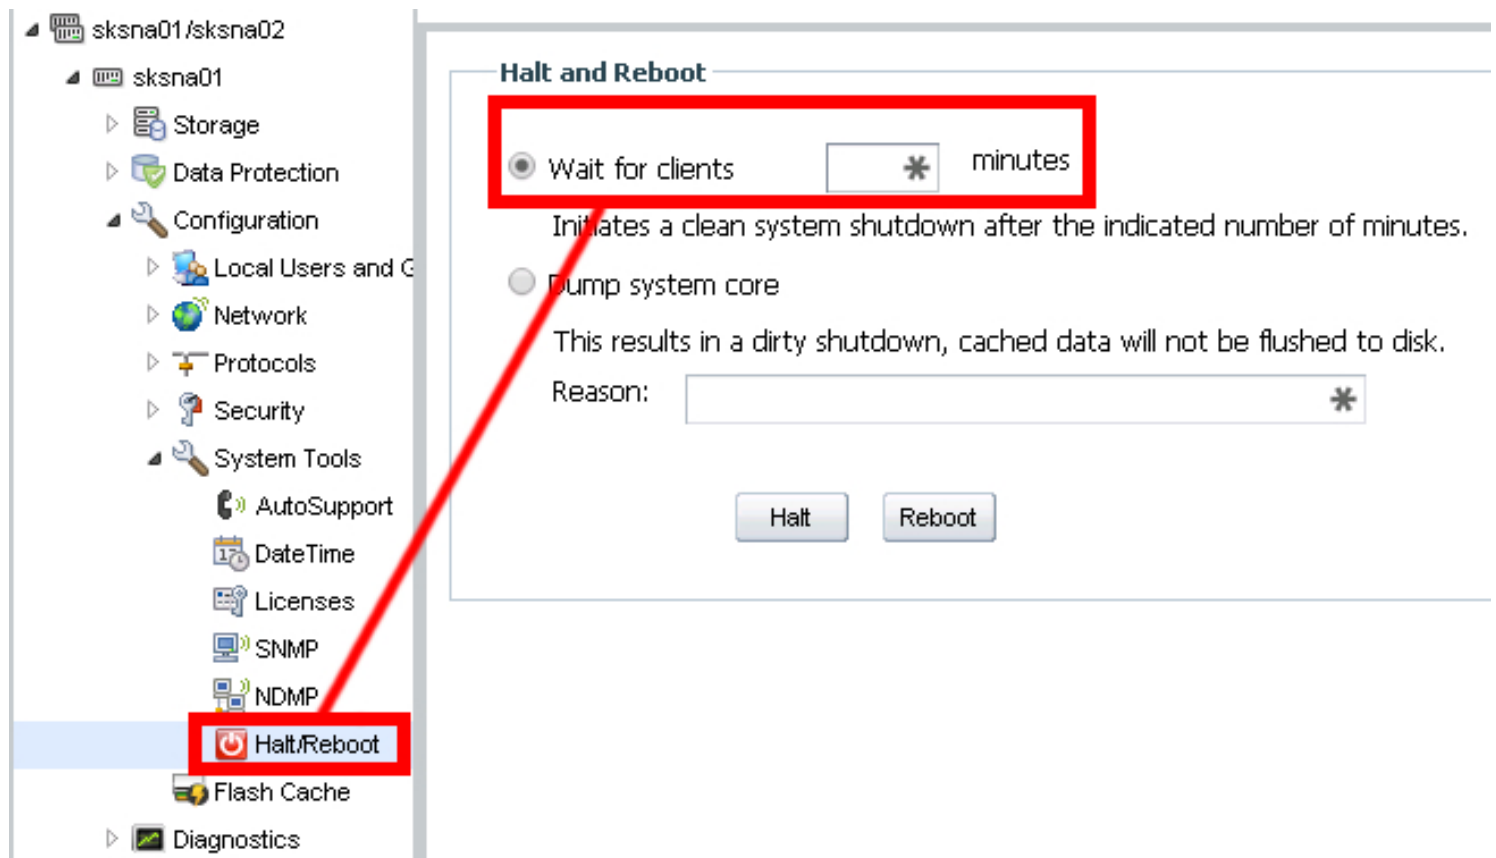 sksna01/sksna02
sksna01
Storage
Data Protection
Configuration
Local Users and G
Network
Protocols
Security
System Tools
AutoSupport
DateTime
Licenses
SNMP
NDMP
Halt/Reboot
Flash Cache
Diagnostics
Halt and Reboot
Wait for clients * minutes
Initiates a clean system shutdown after the indicated number of minutes.
Dump system core
This results in a dirty shutdown, cached data will not be flushed to disk.
Reason: *
Halt Reboot